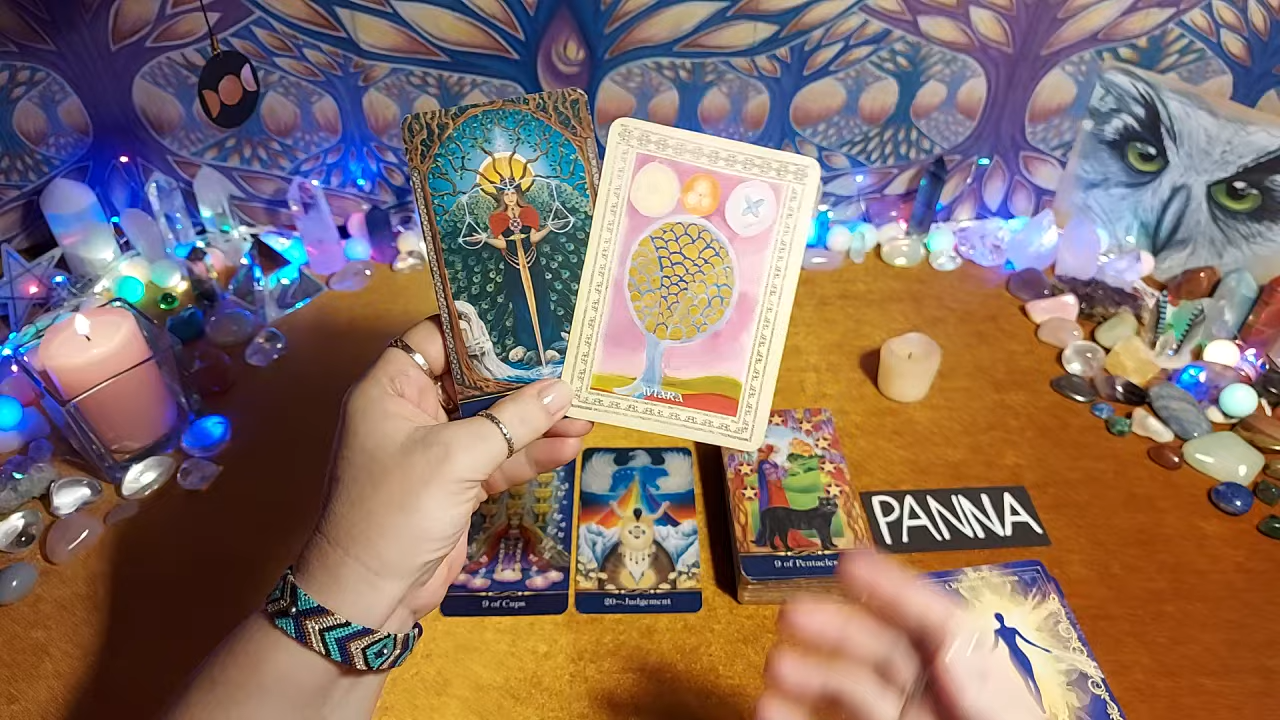 WIARA
9 of Cups
20~Judgement
9 of Pentacles
PANNA